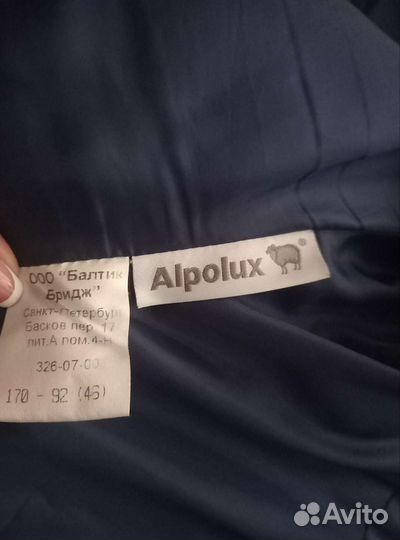 ООО "Балтик
Бридж"
Санкт-Петербург
Басков пер. 17
лит.А пом.4-Н
326-07-00
170 - 92 (46)
Alpolux ®
Avito